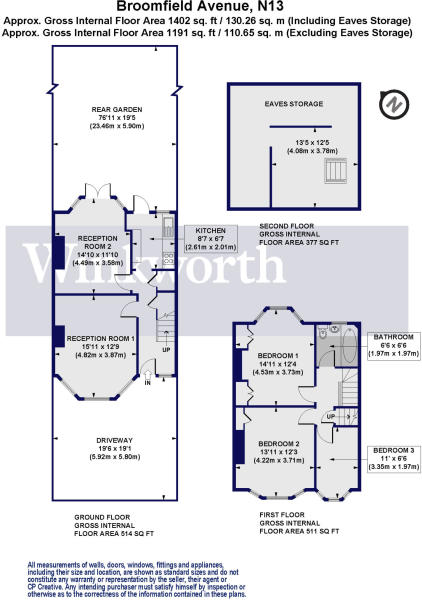 Broomfield Avenue, N13
Approx. Gross Internal Floor Area 1402 sq. ft / 130.26 sq. m (Including Eaves Storage)
Approx. Gross Internal Floor Area 1191 sq. ft / 110.65 sq. m (Excluding Eaves Storage)
REAR GARDEN
76'11 x 19'5
(23.46m x 5.90m)
EAVES STORAGE
13'5 x 12'5
(4.08m x 3.78m)
N
SECOND FLOOR
GROSS INTERNAL
FLOOR AREA 377 SQ FT
KITCHEN
8'7 x 6'7
(2.61m x 2.01m)
RECEPTION
ROOM 2
14'10 x 11'10
(4.49m x 3.58m)
Winkworth
RECEPTION ROOM 1
15'11 x 12'9
(4.82m x 3.87m)
UP
IN
DRIVEWAY
19'6 x 19'1
(5.92m x 5.80m)
GROUND FLOOR
GROSS INTERNAL
FLOOR AREA 514 SQ FT
BATHROOM
6'6 x 6'6
(1.97m x 1.97m)
BEDROOM 1
14'11 x 12'4
(4.53m x 3.73m)
UP
BEDROOM 2
13'11 x 12'3
(4.22m x 3.71m)
BEDROOM 3
11' x 6'6
(3.35m x 1.97m)
FIRST FLOOR
GROSS INTERNAL
FLOOR AREA 511 SQ FT
All measurements of walls, doors, windows, fittings and appliances,
including their size and location, are shown as standard sizes and do not
constitute any warranty or representation by the seller, their agent or
CP Creative. Any intending purchaser must satisfy himself by inspection or
otherwise as to the correctness of the information contained in these plans.